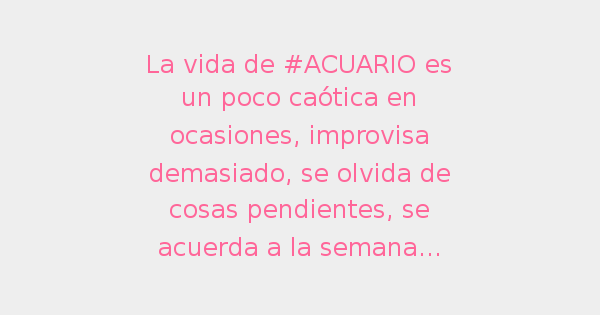 La vida de #ACUARIO es
un poco caótica en
ocasiones, improvisa
demasiado, se olvida de
cosas pendientes, se
acuerda a la semana...